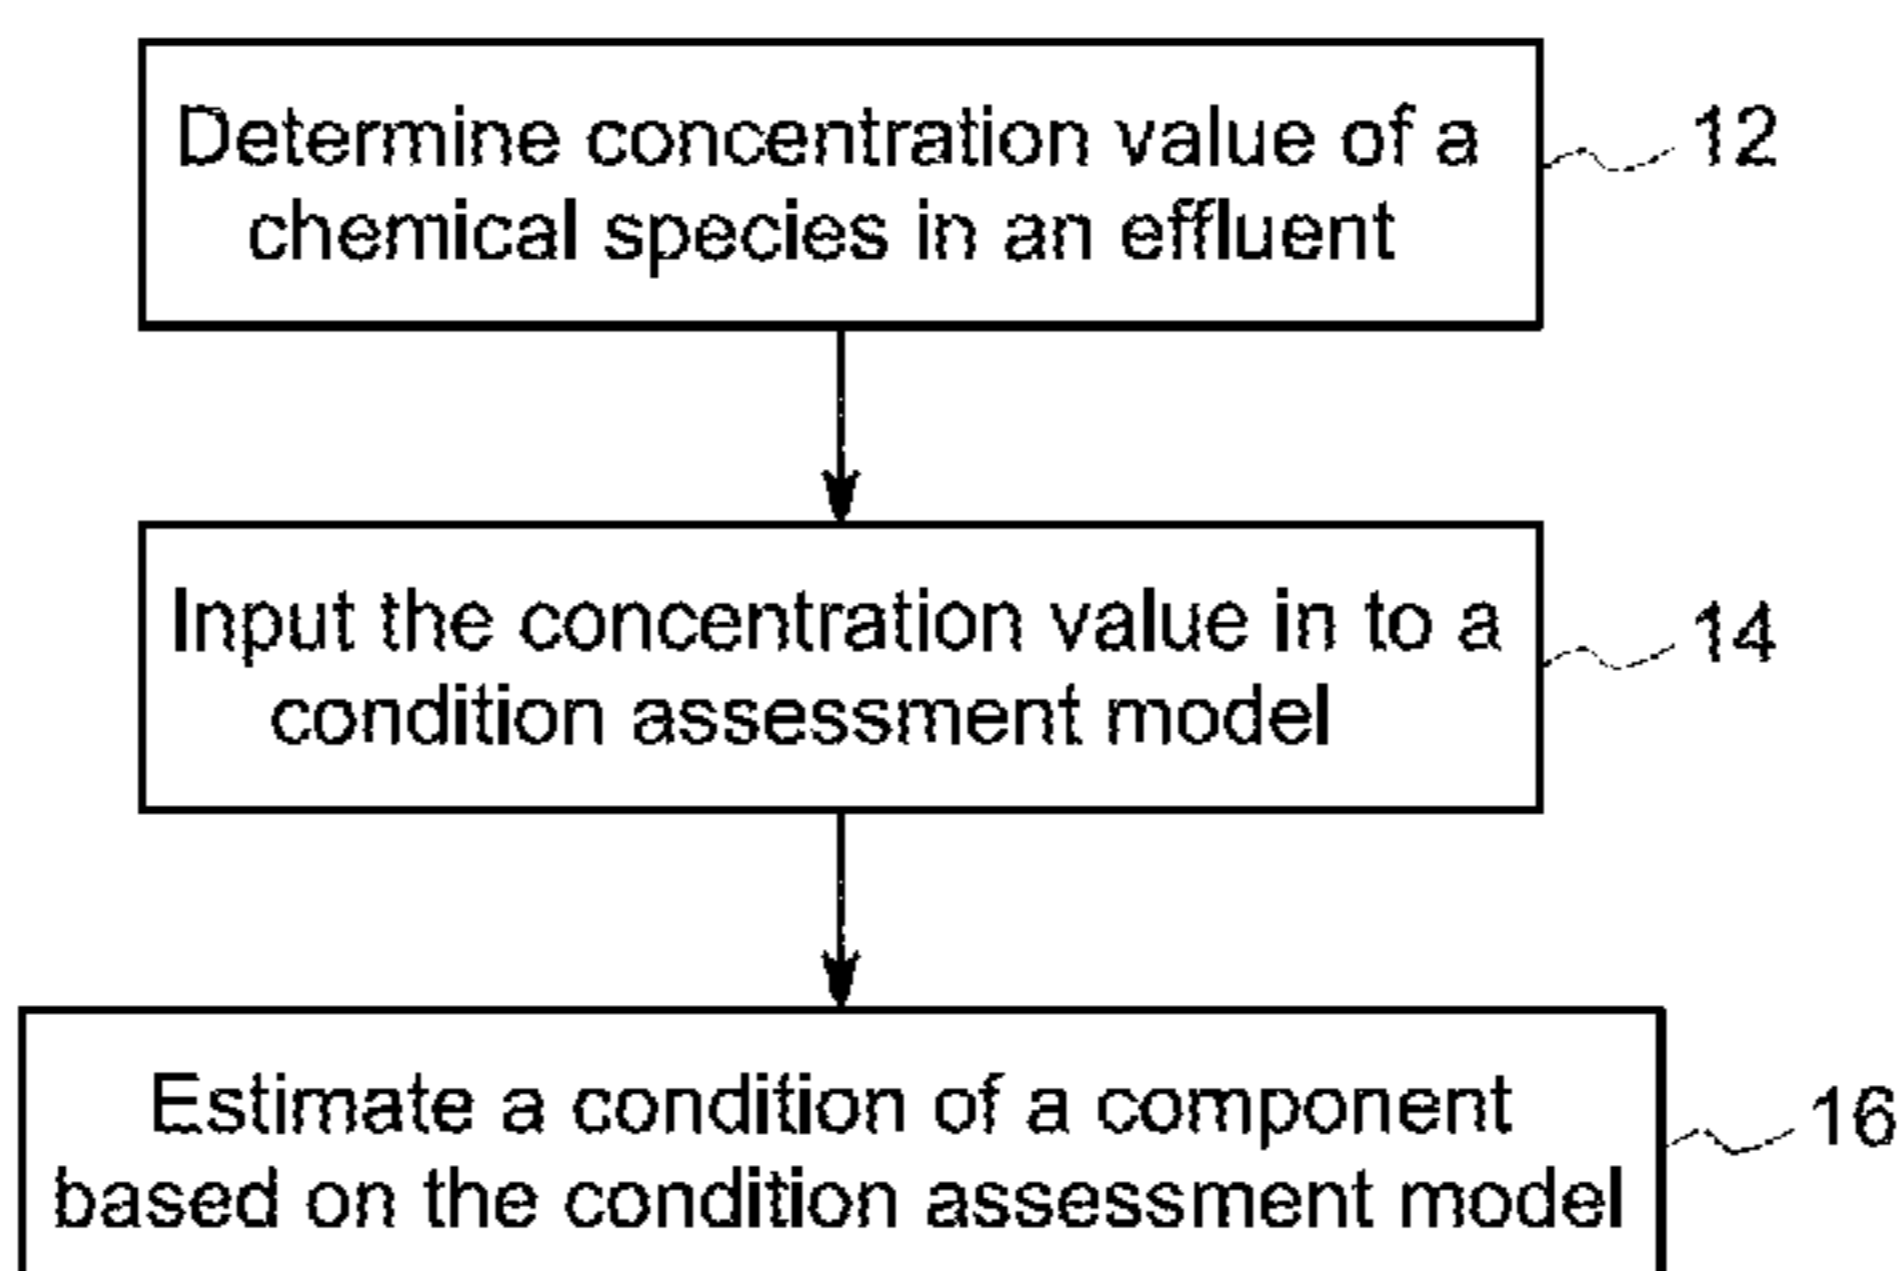 Determine concentration value of a
chemical species in an effluent
12
Input the concentration value in to a
condition assessment model
14
Estimate a condition of a component
based on the condition assessment model
16